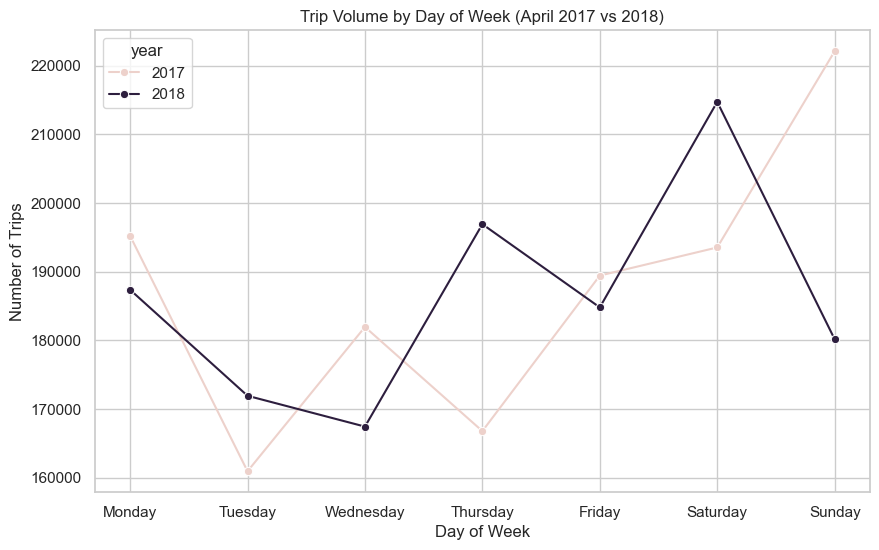 Trip Volume by Day of Week (April 2017 vs 2018)
year
2017
2018
220000
210000
200000
190000
180000
170000
160000
Number of Trips
Monday Tuesday Wednesday Thursday Friday Saturday Sunday
Day of Week